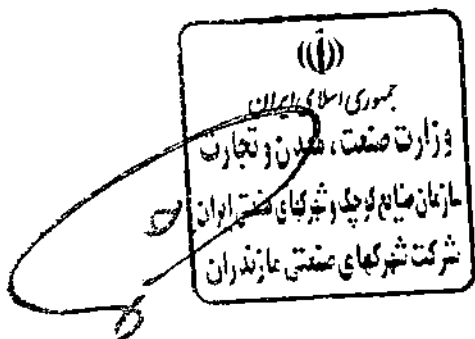 جمهوری اسلامی ایران
وزارت صنعت، معدن و تجارت
سازمان صنایع کوچک و شهرکهای صنعتی ایران
شرکت شهرکهای صنعتی مازندران